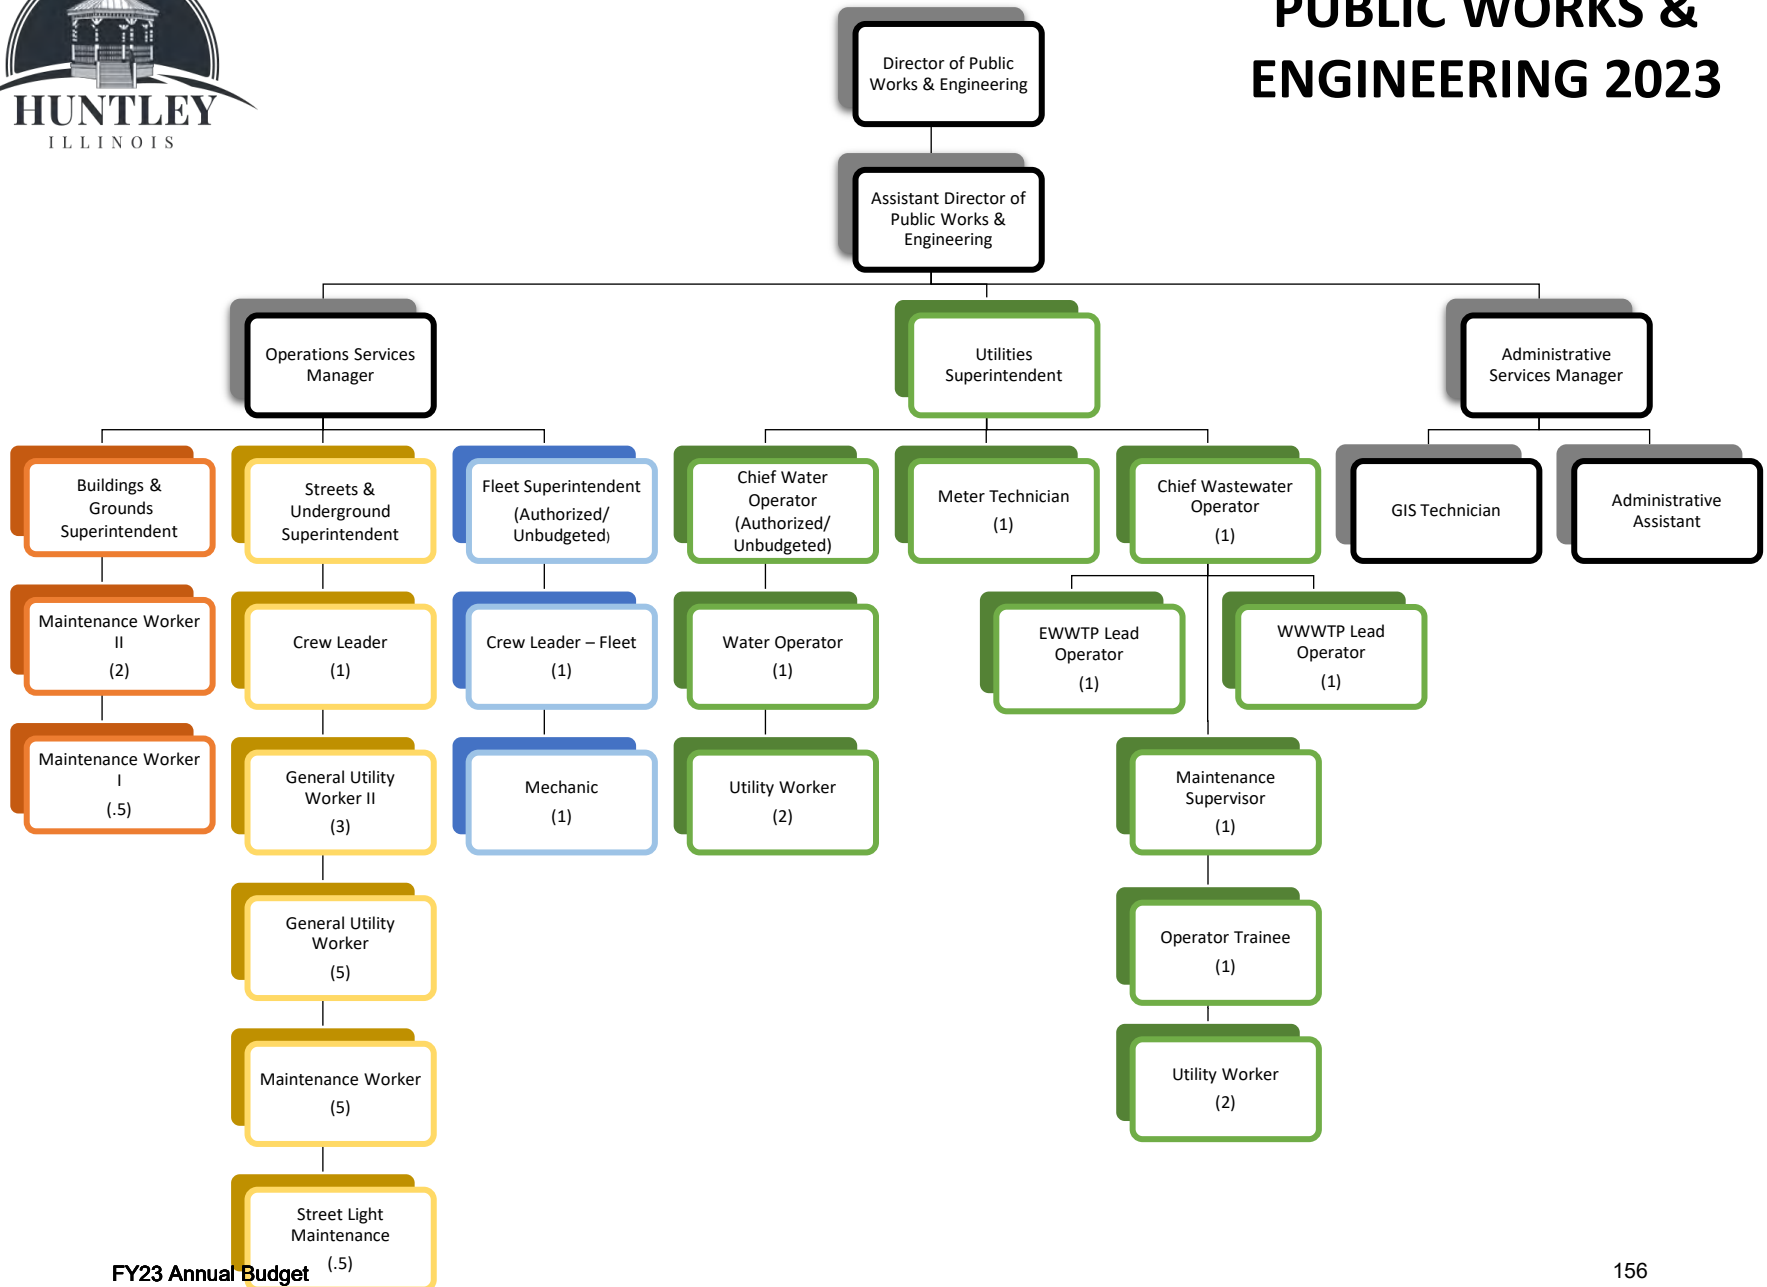 HUNTLEY
ILLINOIS
PUBLIC WORKS &
ENGINEERING 2023
Director of Public
Works & Engineering
Assistant Director of
Public Works &
Engineering
Operations Services
Manager
Utilities
Superintendent
Administrative
Services Manager
Buildings &
Grounds
Superintendent
Streets &
Underground
Superintendent
Fleet Superintendent
(Authorized/
Unbudgeted)
Chief Water
Operator
(Authorized/
Unbudgeted)
Meter Technician
(1)
Chief Wastewater
Operator
(1)
GIS Technician
Administrative
Assistant
Maintenance Worker
II
(2)
Crew Leader
(1)
Crew Leader – Fleet
(1)
Water Operator
(1)
EWWTP Lead
Operator
(1)
WWWTP Lead
Operator
(1)
Maintenance Worker
I
(.5)
General Utility
Worker II
(3)
Mechanic
(1)
Utility Worker
(2)
Maintenance
Supervisor
(1)
General Utility
Worker
(5)
Operator Trainee
(1)
Maintenance Worker
(5)
Utility Worker
(2)
Street Light
Maintenance
(.5)
FY23 Annual Budget
156